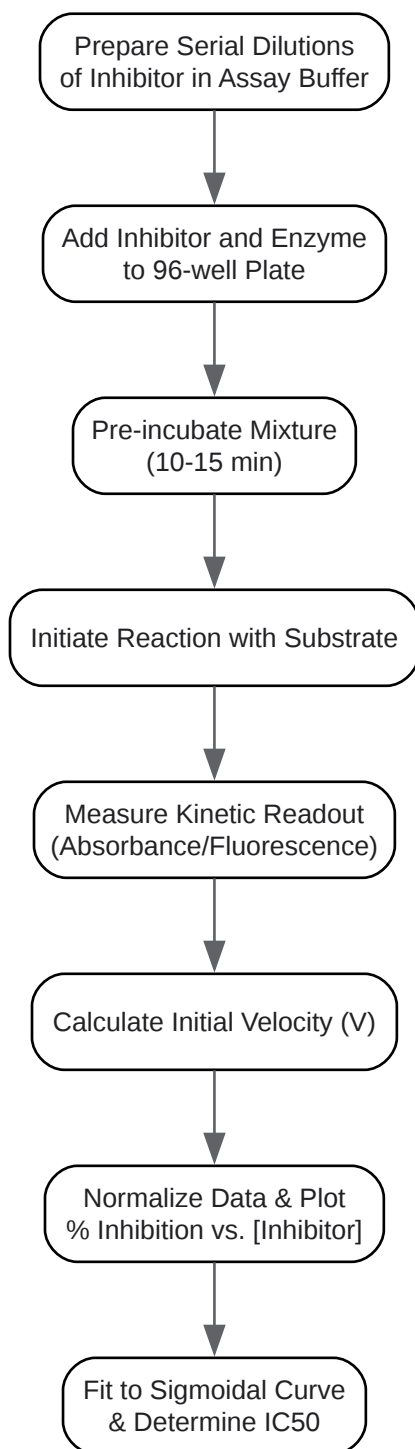 Prepare Serial Dilutions
of Inhibitor in Assay Buffer
Add Inhibitor and Enzyme
to 96-well Plate
Pre-incubate Mixture
(10-15 min)
Initiate Reaction with Substrate
Measure Kinetic Readout
(Absorbance/Fluorescence)
Calculate Initial Velocity (V)
Normalize Data & Plot
% Inhibition vs. [Inhibitor]
Fit to Sigmoidal Curve
& Determine IC50